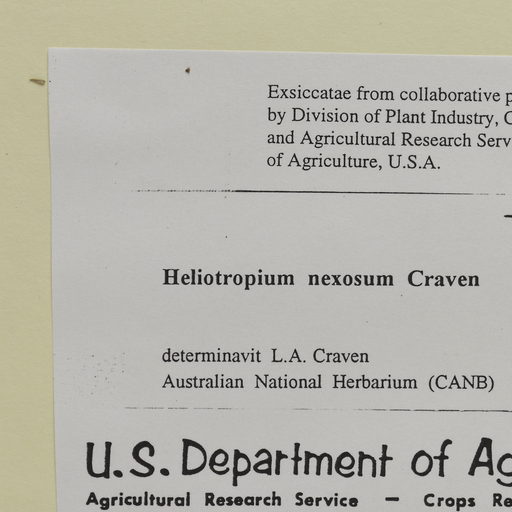 Exsiccatae from collaborative p
by Division of Plant Industry, C
and Agricultural Research Serv
of Agriculture, U.S.A.
Heliotropium nexosum Craven
determinavit L.A. Craven
Australian National Herbarium (CANB)
U.S. Department of Ag
Agricultural Research Service — Crops Re